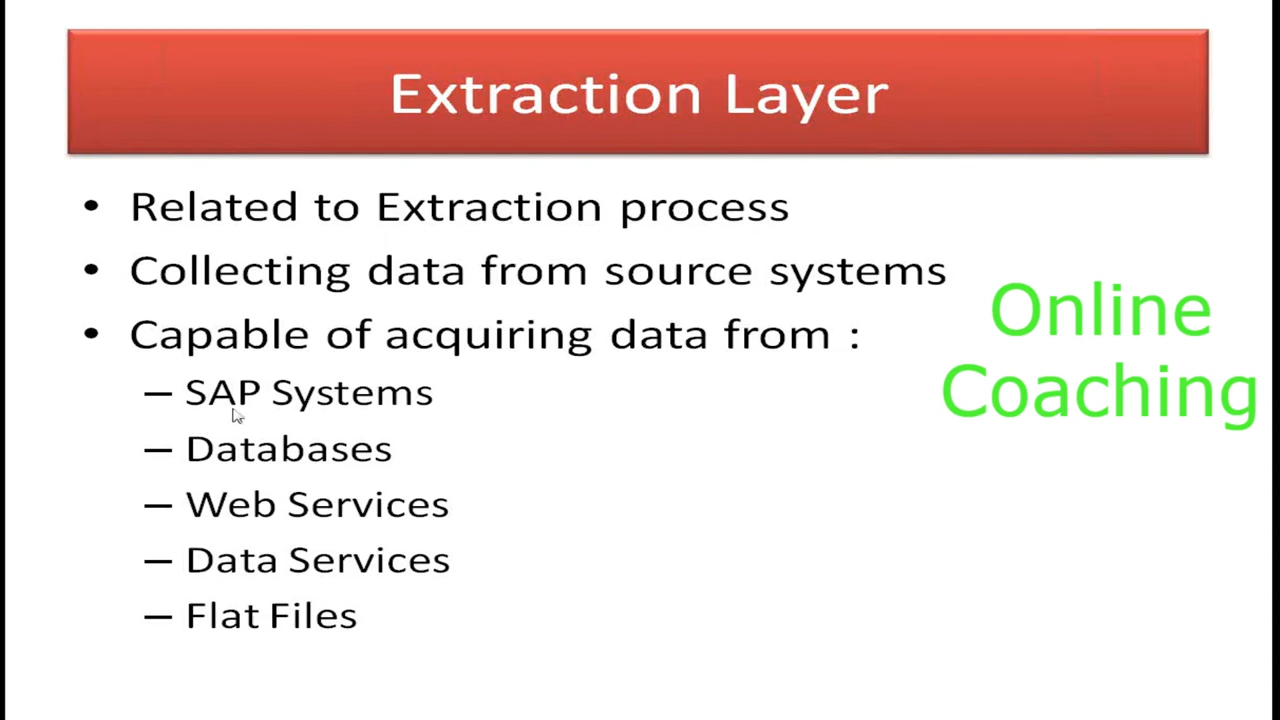 Extraction Layer
• Related to Extraction process
• Collecting data from source systems
• Capable of acquiring data from :
– SAP Systems
– Databases
– Web Services
– Data Services
– Flat Files
Online
Coaching